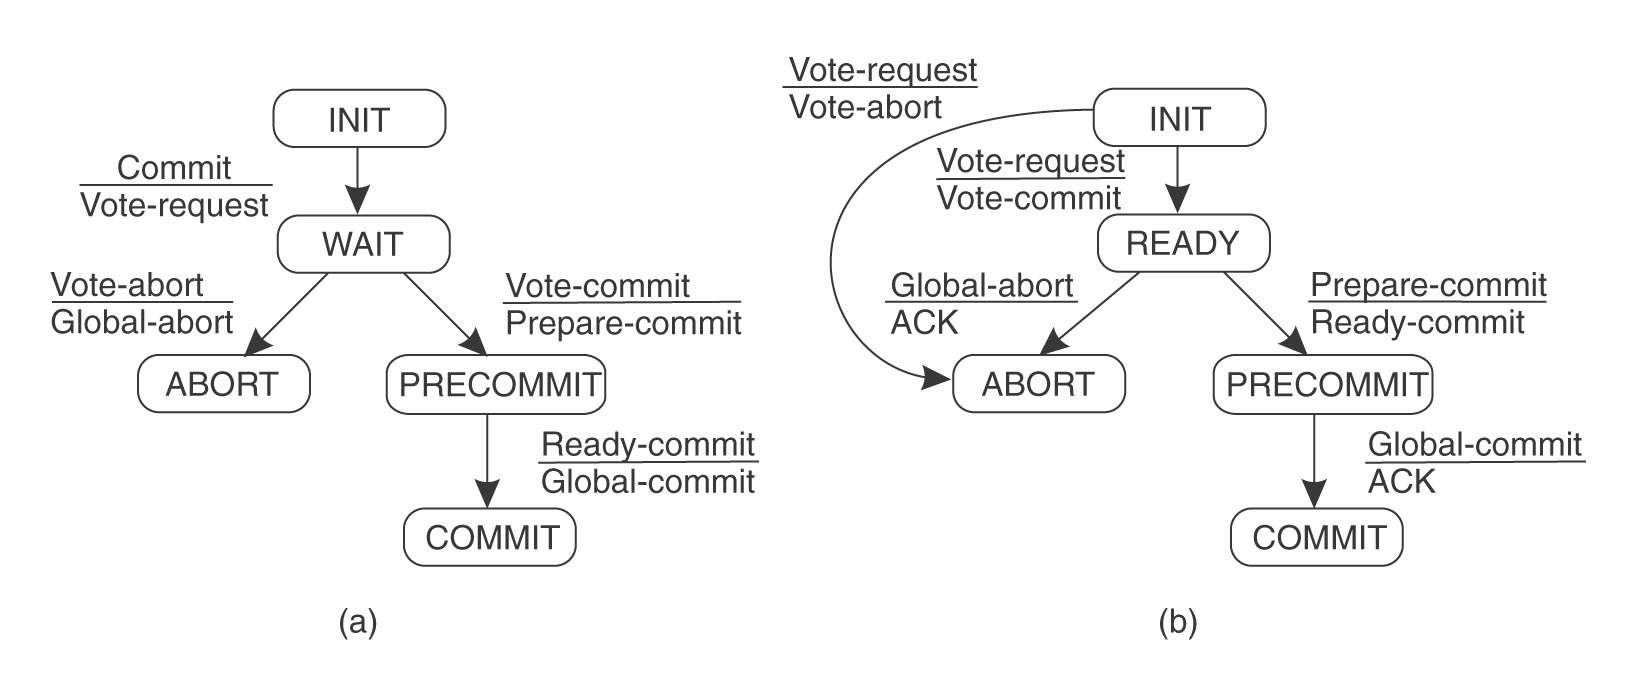 INIT
Commit
Vote-request
WAIT
Vote-abort
Global-abort
Vote-commit
Prepare-commit
ABORT
PRECOMMIT
Ready-commit
Global-commit
COMMIT
(a)
Vote-request
Vote-abort
INIT
Vote-request
Vote-commit
READY
Global-abort
ACK
Prepare-commit
Ready-commit
ABORT
PRECOMMIT
Global-commit
ACK
COMMIT
(b)